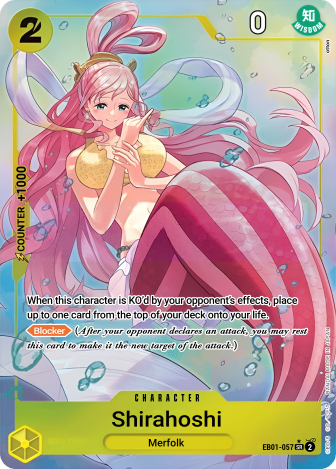 2
0
知
WISDOM
COUNTER +1000
When this character is KO'd by your opponent's effects, place
up to one card from the top of your deck onto your life.
Blocker (After your opponent declares an attack, you may rest
this card to make it the new target of the attack.)
CHARACTER
Shirahoshi
Merfolk
EB01-057 SR 2